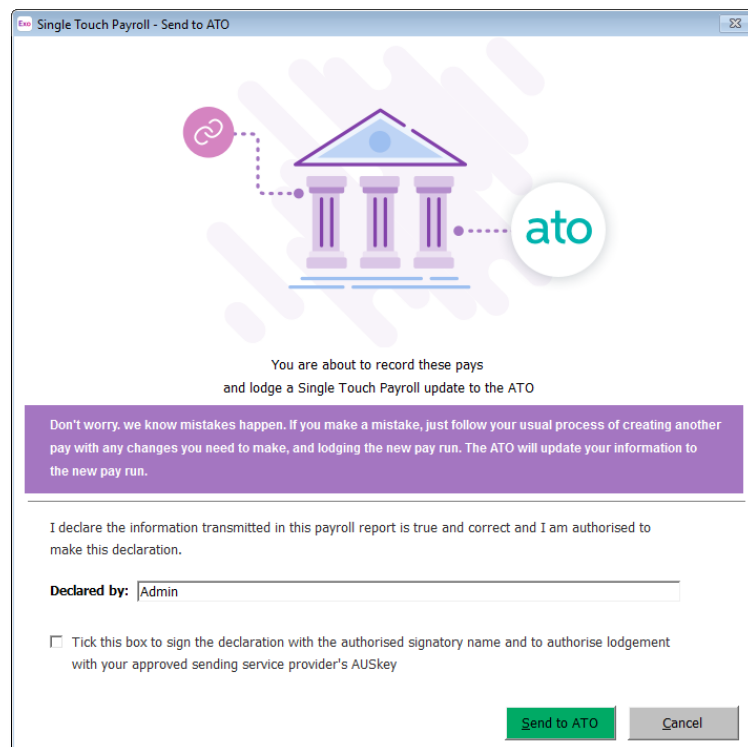 Exo Single Touch Payroll - Send to ATO
ato
You are about to record these pays
and lodge a Single Touch Payroll update to the ATO
Don't worry. we know mistakes happen. If you make a mistake, just follow your usual process of creating another
pay with any changes you need to make, and lodging the new pay run. The ATO will update your information to
the new pay run.
I declare the information transmitted in this payroll report is true and correct and I am authorised to
make this declaration.
Declared by: Admin
Tick this box to sign the declaration with the authorised signatory name and to authorise lodgement
with your approved sending service provider's AUSkey
Send to ATO Cancel